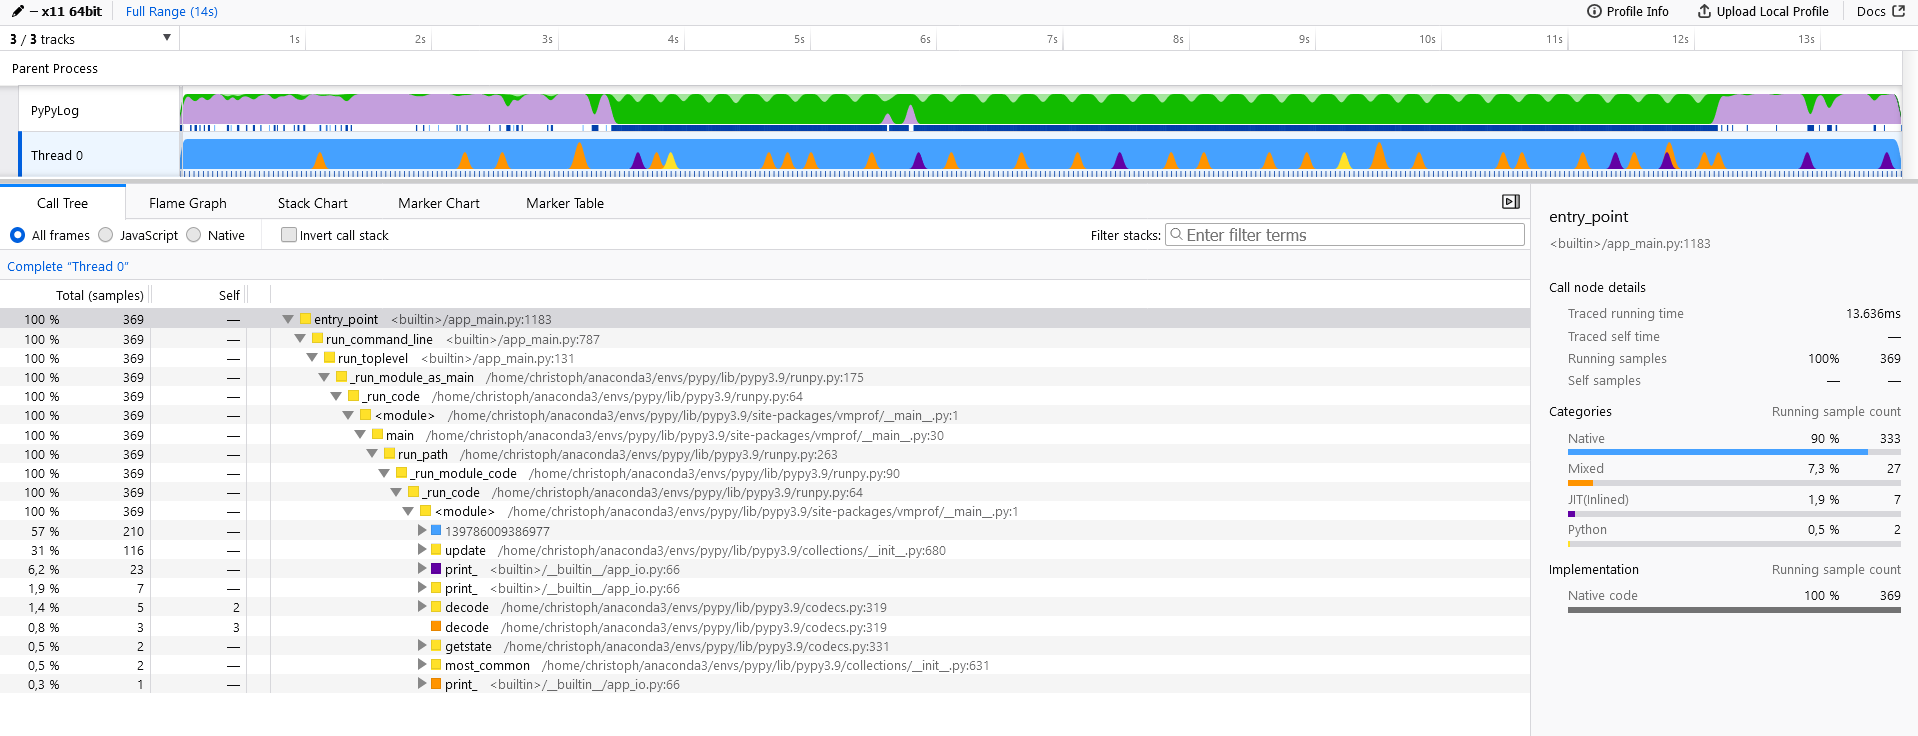 – x11 64bit Full Range (14s) Profile Info Upload Local Profile Docs
3 / 3 tracks 1s 2s 3s 4s 5s 6s 7s 8s 9s 10s 11s 12s 13s
Parent Process
PyPyLog
Thread 0
Call Tree Flame Graph Stack Chart Marker Chart Marker Table
All frames JavaScript Native Invert call stack Filter stacks: Enter filter terms
Complete “Thread 0”
Total (samples) Self
100 % 369 — entry_point <builtin>/app_main.py:1183
100 % 369 — run_command_line <builtin>/app_main.py:787
100 % 369 — run_toplevel <builtin>/app_main.py:131
100 % 369 — _run_module_as_main /home/christoph/anaconda3/envs/pypy/lib/pypy3.9/runpy.py:175
100 % 369 — _run_code /home/christoph/anaconda3/envs/pypy/lib/pypy3.9/runpy.py:64
100 % 369 — <module> /home/christoph/anaconda3/envs/pypy/lib/pypy3.9/site-packages/vmprof/__main__.py:1
100 % 369 — main /home/christoph/anaconda3/envs/pypy/lib/pypy3.9/site-packages/vmprof/__main__.py:30
100 % 369 — run_path /home/christoph/anaconda3/envs/pypy/lib/pypy3.9/runpy.py:263
100 % 369 — _run_module_code /home/christoph/anaconda3/envs/pypy/lib/pypy3.9/runpy.py:90
100 % 369 — _run_code /home/christoph/anaconda3/envs/pypy/lib/pypy3.9/runpy.py:64
100 % 369 — <module> /home/christoph/anaconda3/envs/pypy/lib/pypy3.9/site-packages/vmprof/__main__.py:1
57 % 210 — 139786009386977
31 % 116 — update /home/christoph/anaconda3/envs/pypy/lib/pypy3.9/collections/__init__.py:680
6,2 % 23 — print_ <builtin>/__builtin__/app_io.py:66
1,9 % 7 — print_ <builtin>/__builtin__/app_io.py:66
1,4 % 5 2 decode /home/christoph/anaconda3/envs/pypy/lib/pypy3.9/codecs.py:319
0,8 % 3 3 decode /home/christoph/anaconda3/envs/pypy/lib/pypy3.9/codecs.py:319
0,5 % 2 — getstate /home/christoph/anaconda3/envs/pypy/lib/pypy3.9/codecs.py:331
0,5 % 2 — most_common /home/christoph/anaconda3/envs/pypy/lib/pypy3.9/collections/__init__.py:631
0,3 % 1 — print_ <builtin>/__builtin__/app_io.py:66
entry_point
<builtin>/app_main.py:1183
Call node details
Traced running time 13.636ms
Traced self time —
Running samples 100% 369
Self samples — —
Categories Running sample count
Native 90 % 333
Mixed 7,3 % 27
JIT(Inlined) 1,9 % 7
Python 0,5 % 2
Implementation Running sample count
Native code 100 % 369